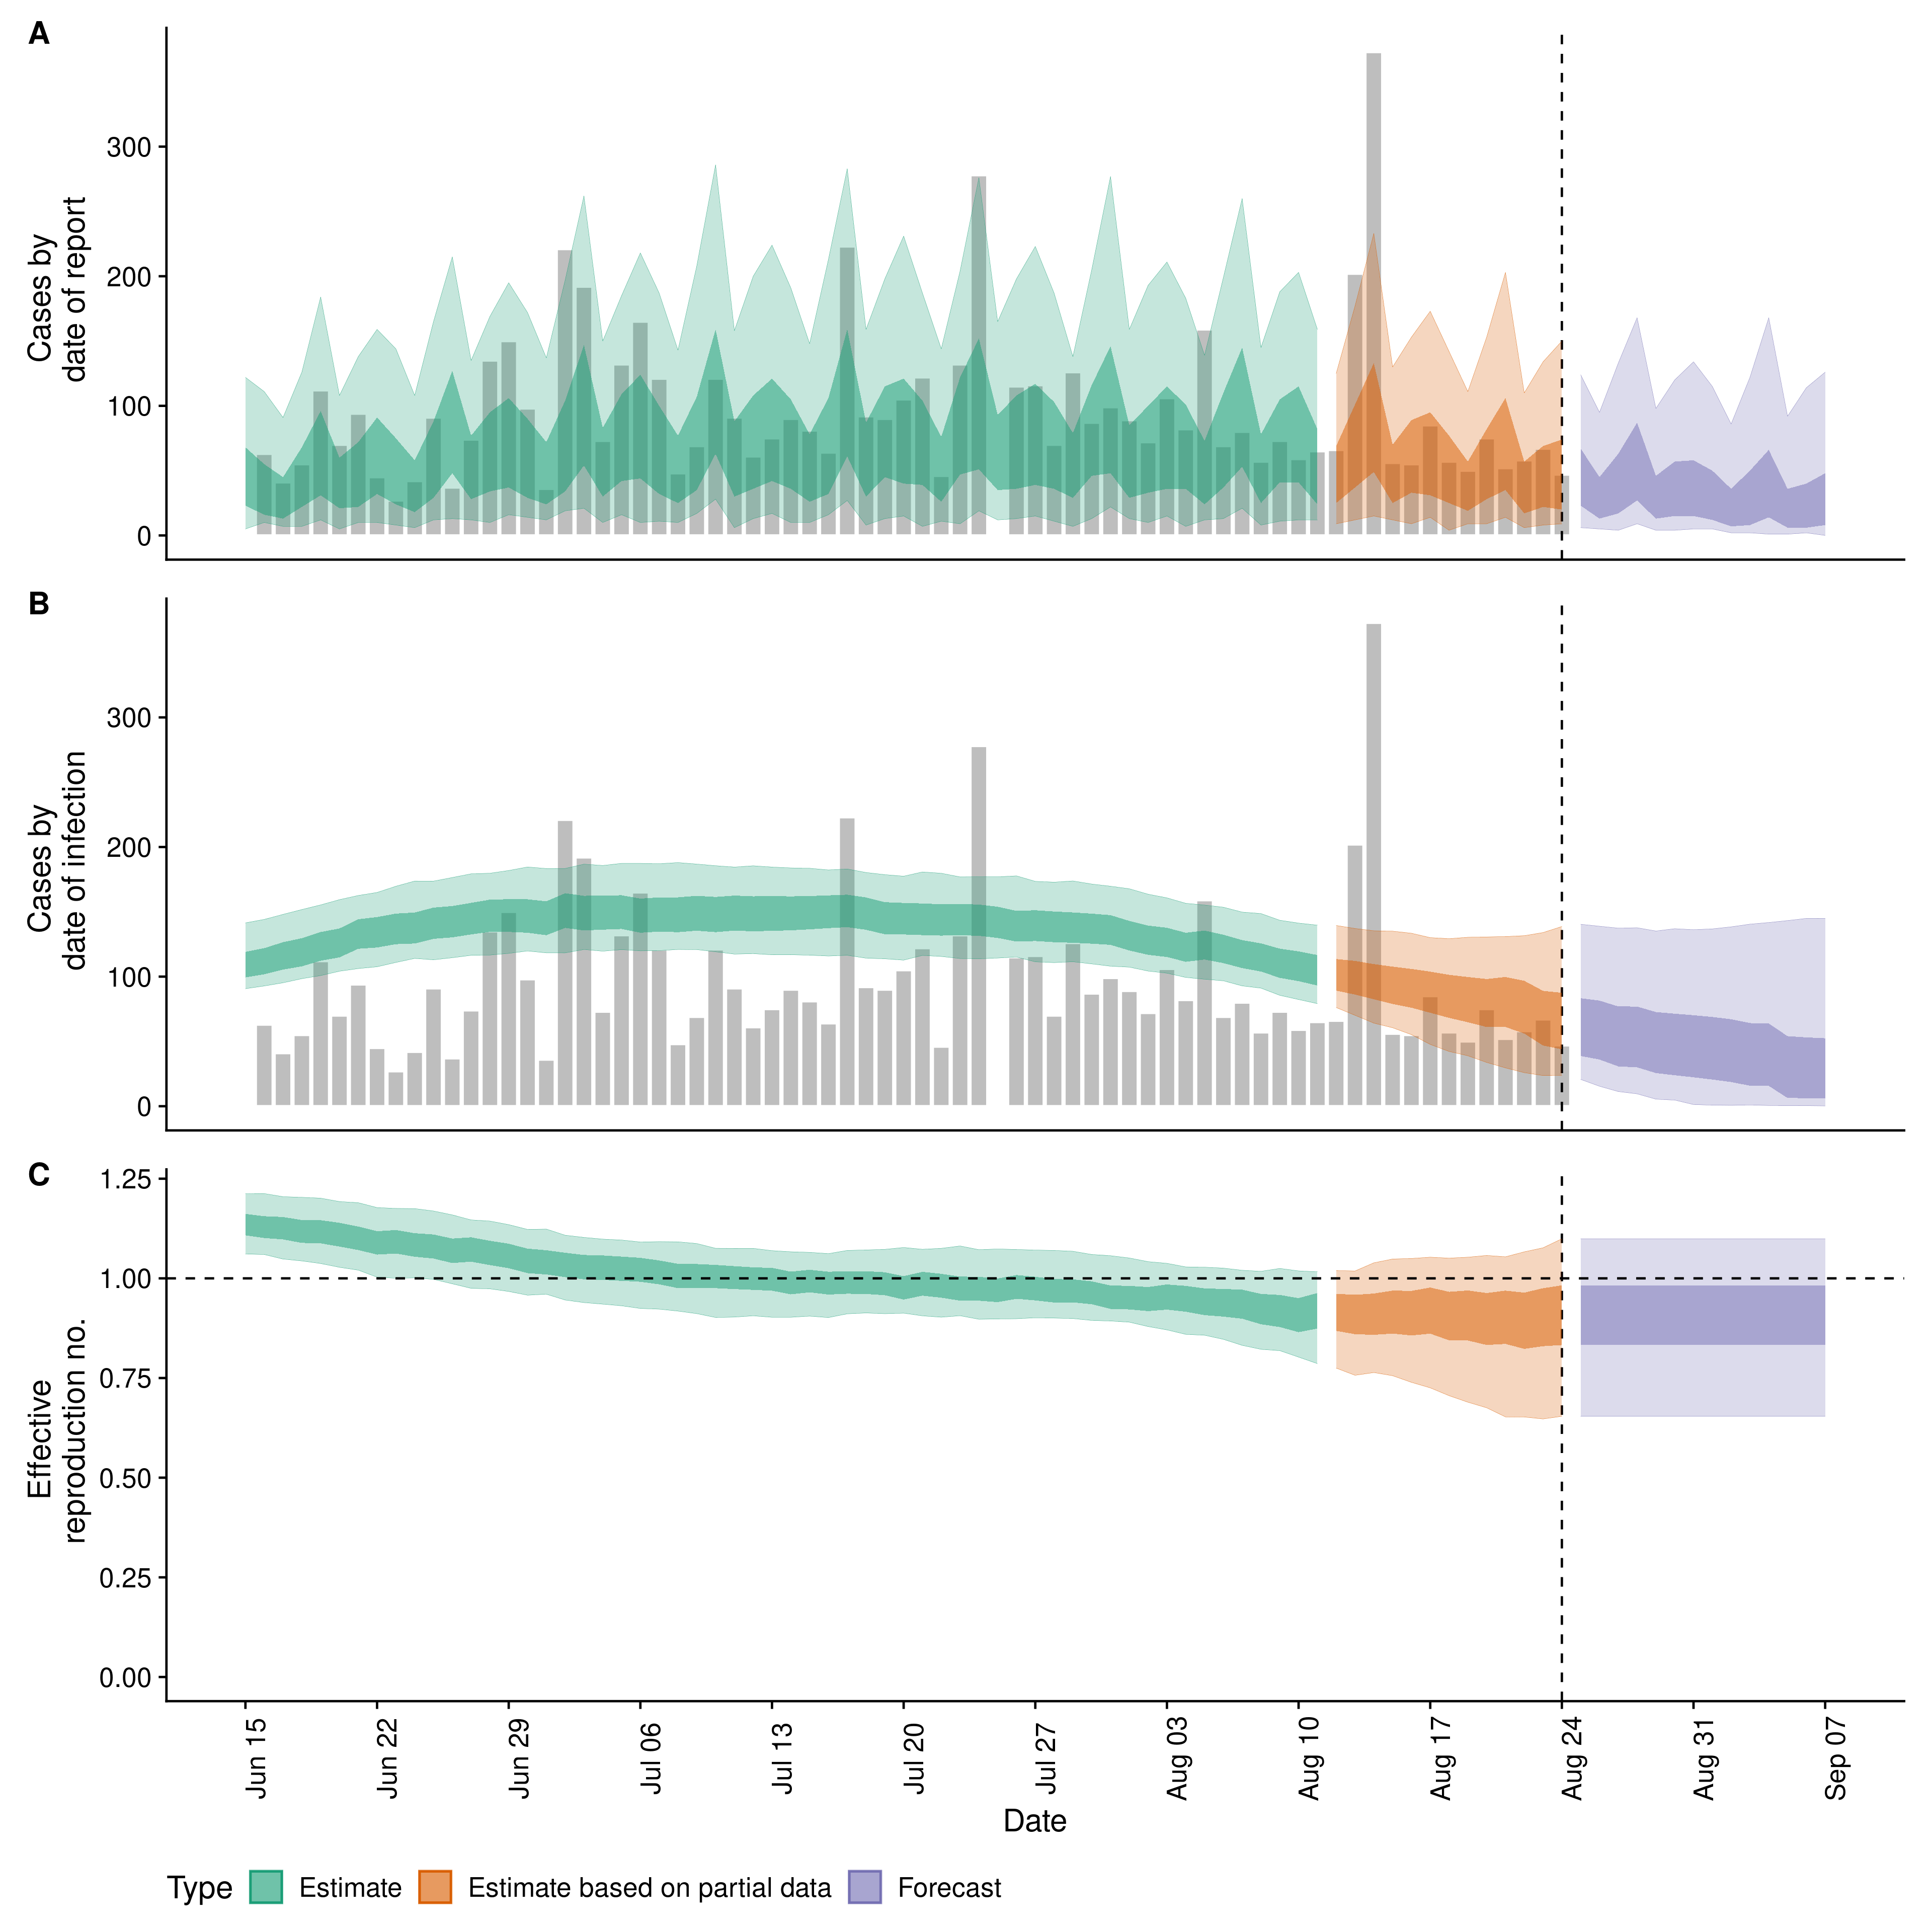 A
Cases by
date of report
300
200
100
0
B
Cases by
date of infection
300
200
100
0
C
Effective
reproduction no.
1.25
1.00
0.75
0.50
0.25
0.00
Jun 15
Jun 22
Jun 29
Jul 06
Jul 13
Jul 20
Jul 27
Aug 03
Aug 10
Aug 17
Aug 24
Aug 31
Sep 07
Date
Type Estimate Estimate based on partial data Forecast